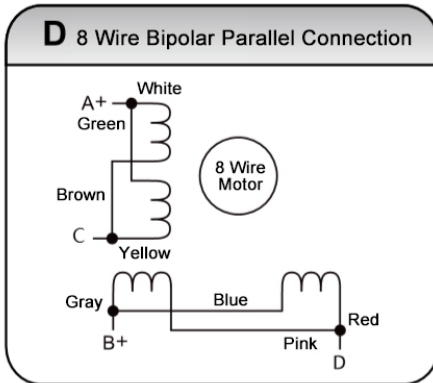 D 8 Wire Bipolar Parallel Connection
White
A+
Green
8 Wire
Motor
Brown
C
Yellow
Gray
Blue
Red
B+
Pink
D